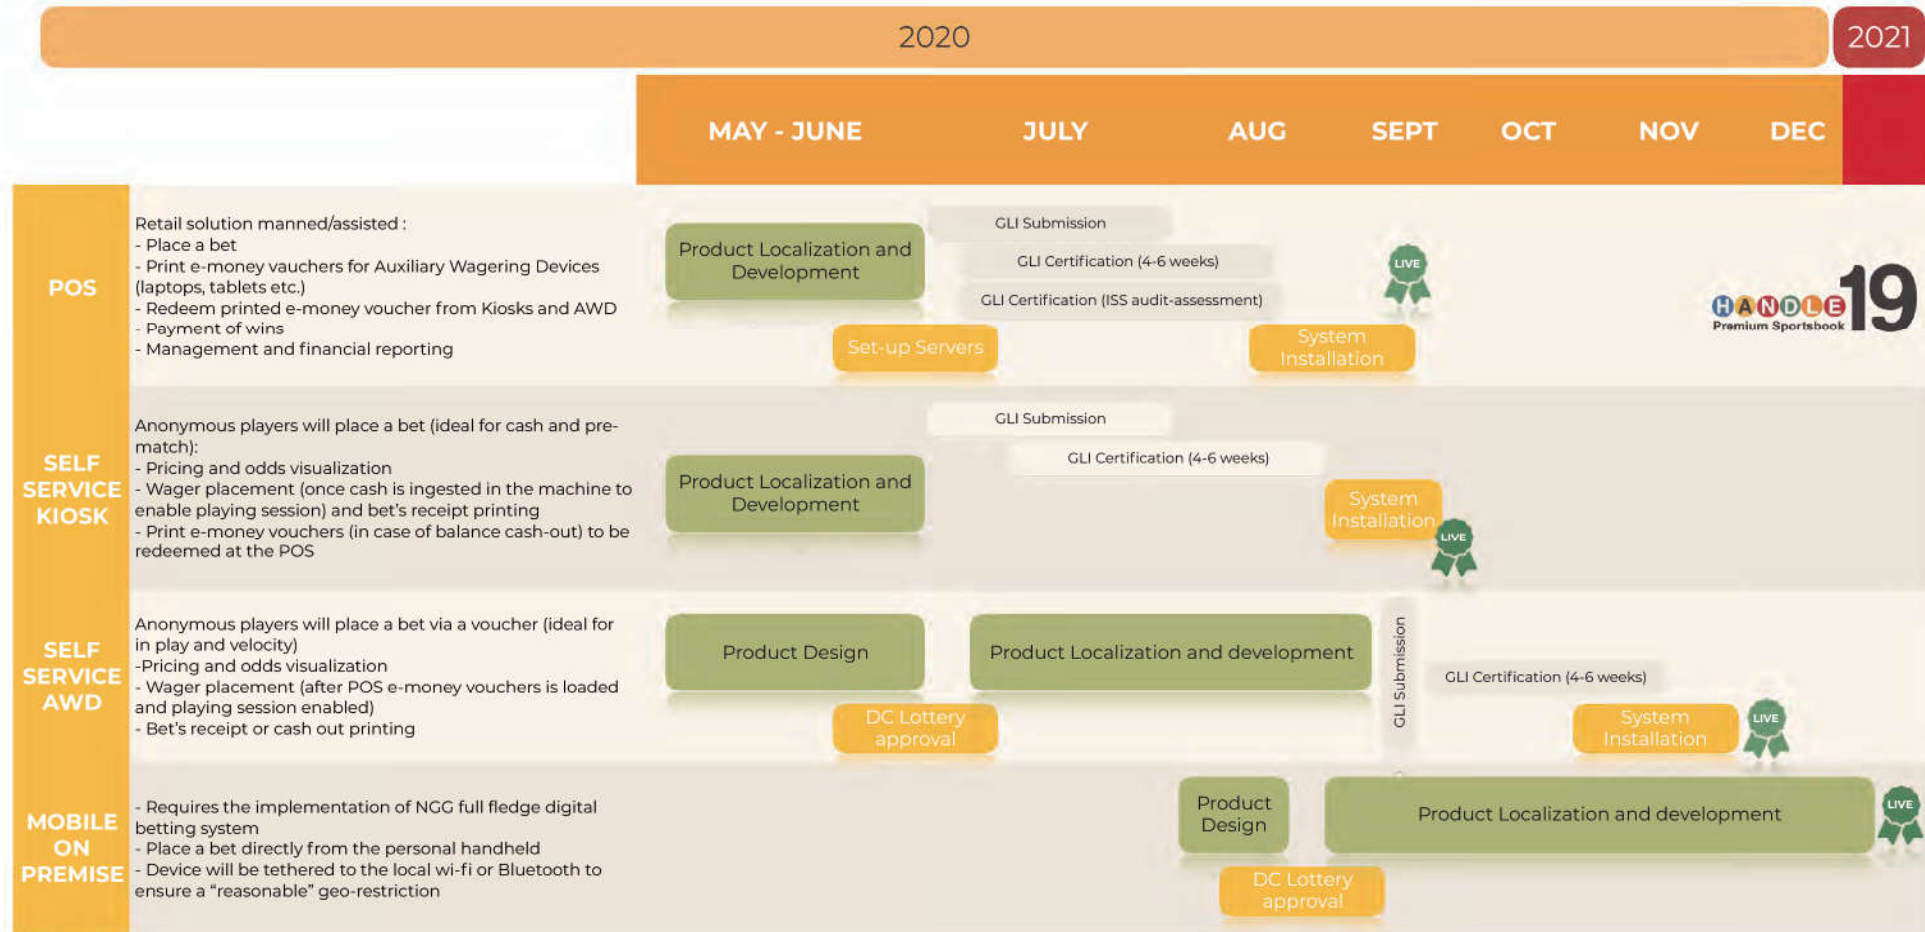 2020
2021
MAY - JUNE
JULY
AUG
SEPT
OCT
NOV
DEC
POS
Retail solution manned/assisted :
- Place a bet
- Print e-money vauchers for Auxiliary Wagering Devices
(laptops, tablets etc.)
- Redeem printed e-money voucher from Kiosks and AWD
- Payment of wins
- Management and financial reporting
Product Localization and
Development
GLI Submission
GLI Certification (4-6 weeks)
GLI Certification (ISS audit-assessment)
Set-up Servers
System
Installation
LIVE
HANDLE 19
Premium Sportsbook
SELF
SERVICE
KIOSK
Anonymous players will place a bet (ideal for cash and pre-
match):
- Pricing and odds visualization
- Wager placement (once cash is ingested in the machine to
enable playing session) and bet's receipt printing
- Print e-money vouchers (in case of balance cash-out) to be
redeemed at the POS
Product Localization and
Development
GLI Submission
GLI Certification (4-6 weeks)
System
Installation
LIVE
SELF
SERVICE
AWD
Anonymous players will place a bet via a voucher (ideal for
in play and velocity)
-Pricing and odds visualization
- Wager placement (after POS e-money vouchers is loaded
and playing session enabled)
- Bet's receipt or cash out printing
Product Design
DC Lottery
approval
Product Localization and development
GLI Submission
GLI Certification (4-6 weeks)
System
Installation
LIVE
MOBILE
ON
PREMISE
- Requires the implementation of NGG full fledge digital
betting system
- Place a bet directly from the personal handheld
- Device will be tethered to the local wi-fi or Bluetooth to
ensure a “reasonable” geo-restriction
Product
Design
DC Lottery
approval
Product Localization and development
LIVE